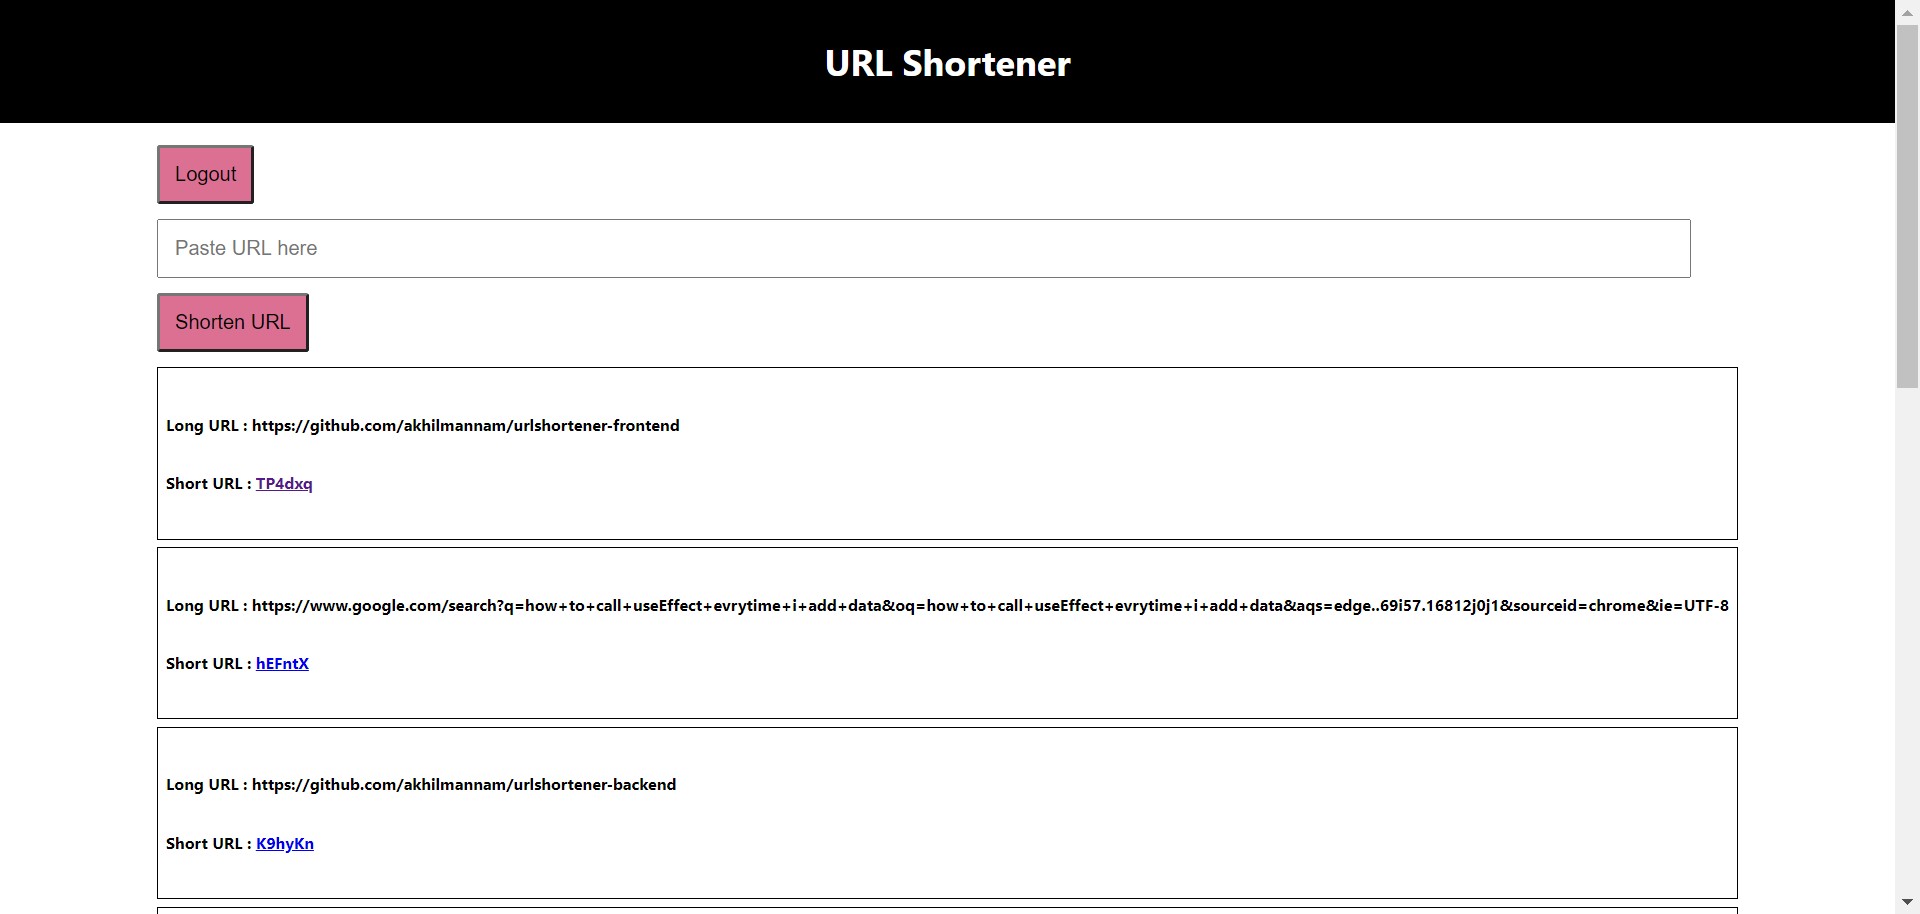 URL Shortener
Logout
Paste URL here
Shorten URL
Long URL : https://github.com/akhilmannam/urlshortener-frontend
Short URL : TP4dxq
Long URL : https://www.google.com/search?q=how+to+call+useEffect+evrytime+i+add+data&oq=how+to+call+useEffect+evrytime+i+add+data&aqs=edge..69i57.16812j0j1&sourceid=chrome&ie=UTF-8
Short URL : hEFntX
Long URL : https://github.com/akhilmannam/urlshortener-backend
Short URL : K9hyKn